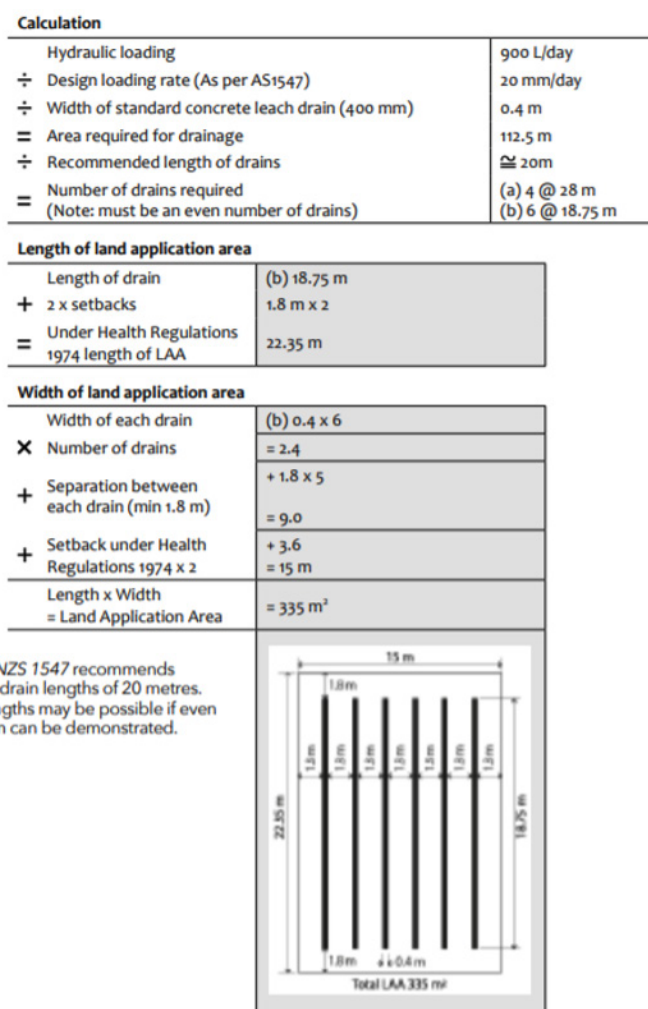 Calculation
Hydraulic loading 900 L/day
÷ Design loading rate (As per AS1547) 20 mm/day
÷ Width of standard concrete leach drain (400 mm) 0.4 m
= Area required for drainage 112.5 m
÷ Recommended length of drains ≅ 20m
= Number of drains required (a) 4 @ 28 m
(Note: must be an even number of drains) (b) 6 @ 18.75 m
Length of land application area
Length of drain (b) 18.75 m
+ 2 x setbacks 1.8 m x 2
= Under Health Regulations
1974 length of LAA 22.35 m
Width of land application area
Width of each drain (b) 0.4 x 6
× Number of drains = 2.4
+ Separation between + 1.8 x 5
each drain (min 1.8 m) = 9.0
+ Setback under Health + 3.6
Regulations 1974 x 2 = 15 m
Length x Width
= Land Application Area = 335 m²
NZS 1547 recommends
drain lengths of 20 metres.
gths may be possible if even
n can be demonstrated.
15 m
1.8m
1.8m 1.8m 1.8m 1.8m 1.8m 1.8m 1.8m
22.35 m
18.75 m
1.8m 0.4m
Total LAA 335 m²